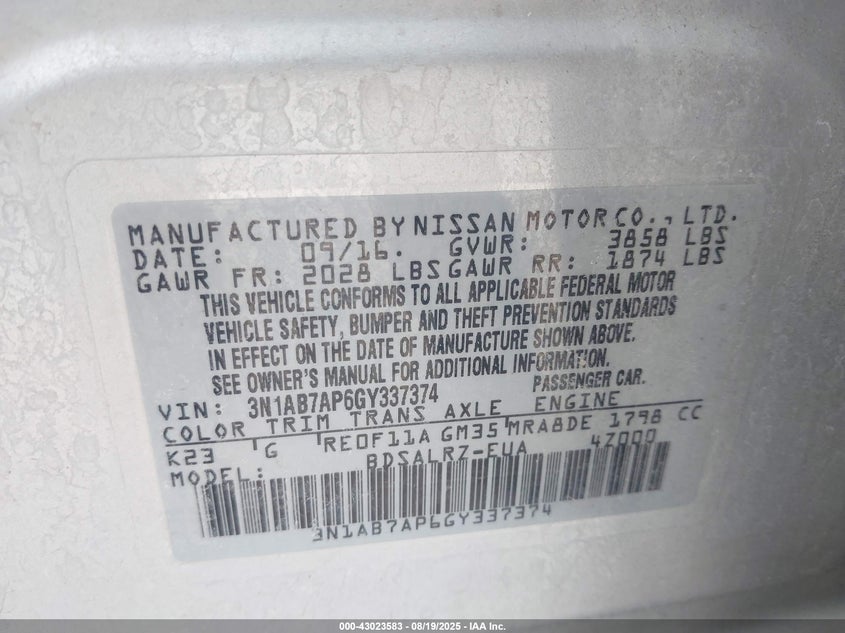 MANUFACTURED BY NISSAN MOTOR CO., LTD.
DATE: 09/16. GVWR: 3858 LBS
GAWR FR: 2028 LBS GAWR RR: 1874 LBS
THIS VEHICLE CONFORMS TO ALL APPLICABLE FEDERAL MOTOR
VEHICLE SAFETY, BUMPER AND THEFT PREVENTION STANDARDS
IN EFFECT ON THE DATE OF MANUFACTURE SHOWN ABOVE.
SEE OWNER'S MANUAL FOR ADDITIONAL INFORMATION.
VIN: 3N1AB7AP6GY337374 PASSENGER CAR.
COLOR TRIM TRANS AXLE ENGINE
K23 G RE0F11A GM35 MRA8DE 1798 CC
MODEL: BDSALRZ-EUA 4Z000
3N1AB7AP6GY337374
000-43023583 - 08/19/2025 - IAA Inc.